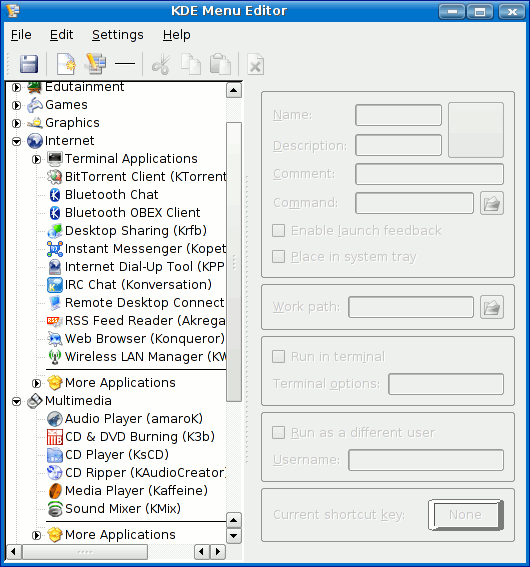 KDE Menu Editor
File Edit Settings Help
Edutainment
Games
Graphics
Internet
Terminal Applications
BitTorrent Client (KTorrent
Bluetooth Chat
Bluetooth OBEX Client
Desktop Sharing (Krfb)
Instant Messenger (Kopet
Internet Dial-Up Tool (KPP
IRC Chat (Konversation)
Remote Desktop Connect
RSS Feed Reader (Akrega
Web Browser (Konqueror)
Wireless LAN Manager (KW
More Applications
Multimedia
Audio Player (amaroK)
CD & DVD Burning (K3b)
CD Player (KsCD)
CD Ripper (KAudioCreator)
Media Player (Kaffeine)
Sound Mixer (KMix)
More Applications
Name:
Description:
Comment:
Command:
Enable launch feedback
Place in system tray
Work path:
Run in terminal
Terminal options:
Run as a different user
Username:
Current shortcut key: None